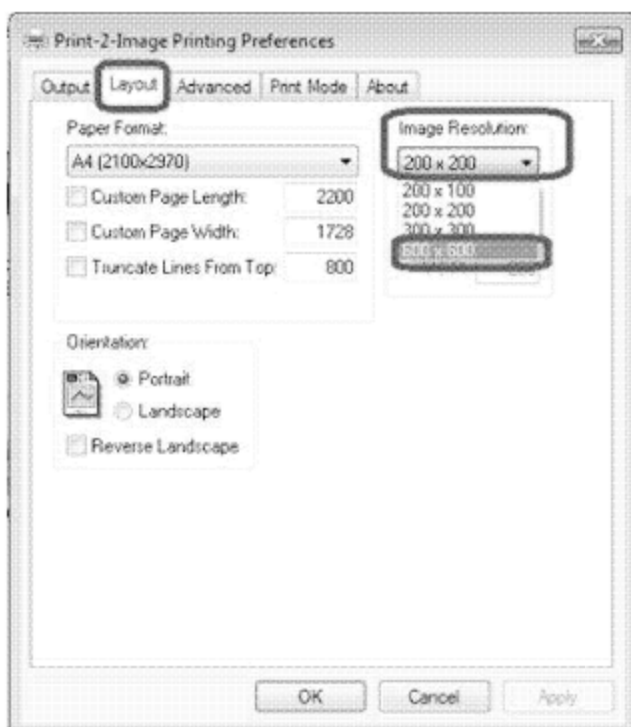 Print-2-Image Printing Preferences
Output Layout Advanced Print Mode About
Paper Format:
A4 (2100x2970)
Custom Page Length: 2200
Custom Page Width: 1728
Truncate Lines From Top: 800
Image Resolution:
200 x 200
200 x 100
200 x 200
300 x 300
600 x 600
Orientation:
Portrait
Landscape
Reverse Landscape
OK Cancel Apply